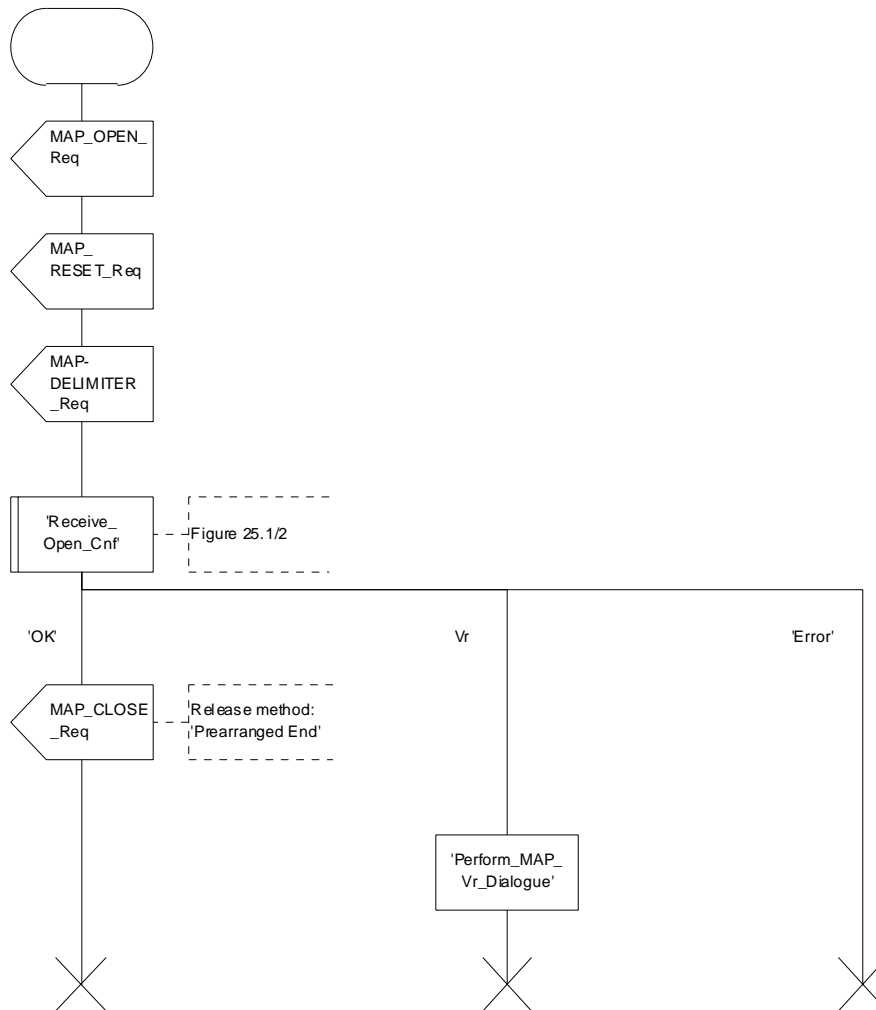 MAP_OPEN_
Req
MAP_
RESET_Req
MAP-
DELIMITER
_Req
'Receive_
Open_Cnf'
Figure 25.1/2
'OK'
Vr
'Error'
MAP_CLOSE
_Req
Release method:
'Prearranged End'
'Perform_MAP_
Vr_Dialogue'